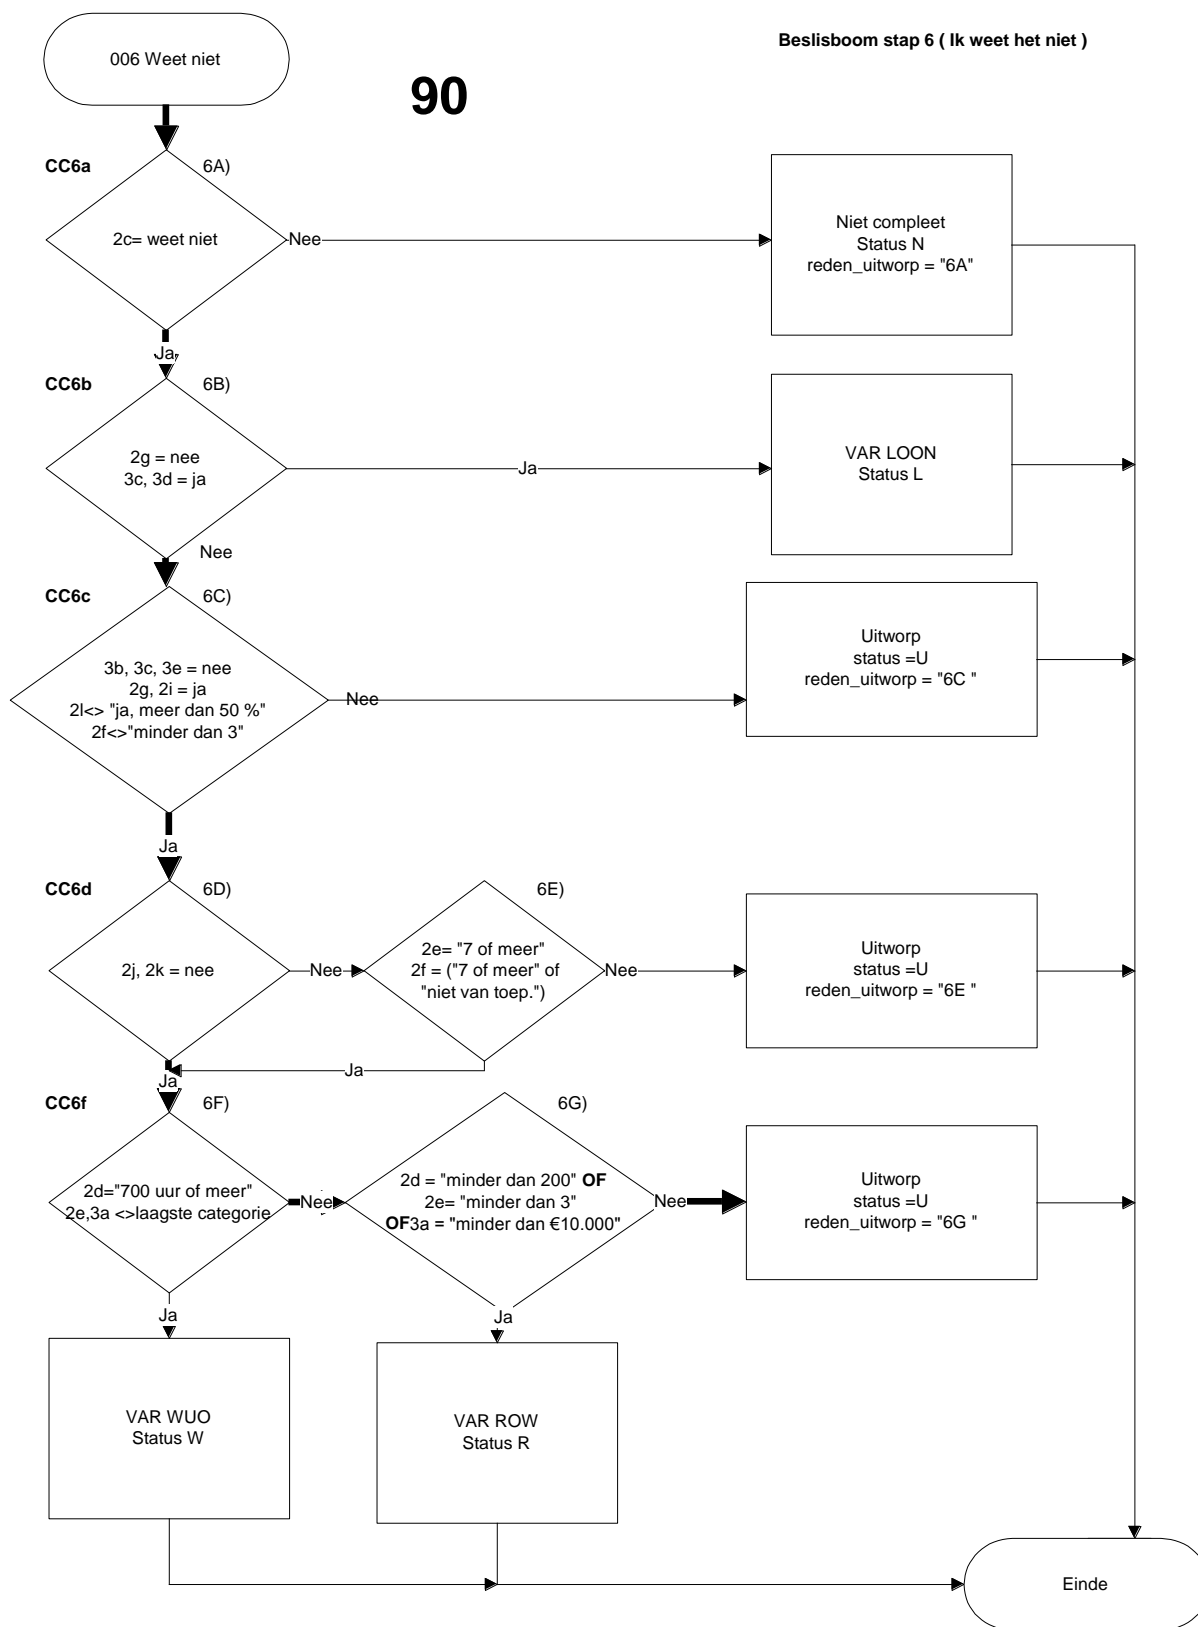 006 Weet niet
Beslisboom stap 6 ( Ik weet het niet )
90
CC6a
6A)
2c= weet niet
Nee
Niet compleet
Status N
reden_uitworp = "6A"
Ja
CC6b
6B)
2g = nee
3c, 3d = ja
Ja
VAR LOON
Status L
Nee
CC6c
6C)
3b, 3c, 3e = nee
2g, 2i = ja
2l<> "ja, meer dan 50 %"
2f<>"minder dan 3"
Nee
Uitworp
status =U
reden_uitworp = "6C "
Ja
CC6d
6D)
2j, 2k = nee
Nee
6E)
2e= "7 of meer"
2f = ("7 of meer" of
"niet van toep.")
Nee
Uitworp
status =U
reden_uitworp = "6E "
Ja
Ja
CC6f
6F)
2d="700 uur of meer"
2e,3a <>laagste categorie
Nee
6G)
2d = "minder dan 200" OF
2e= "minder dan 3"
OF3a = "minder dan €10.000"
Nee
Uitworp
status =U
reden_uitworp = "6G "
Ja
Ja
VAR WUO
Status W
VAR ROW
Status R
Einde